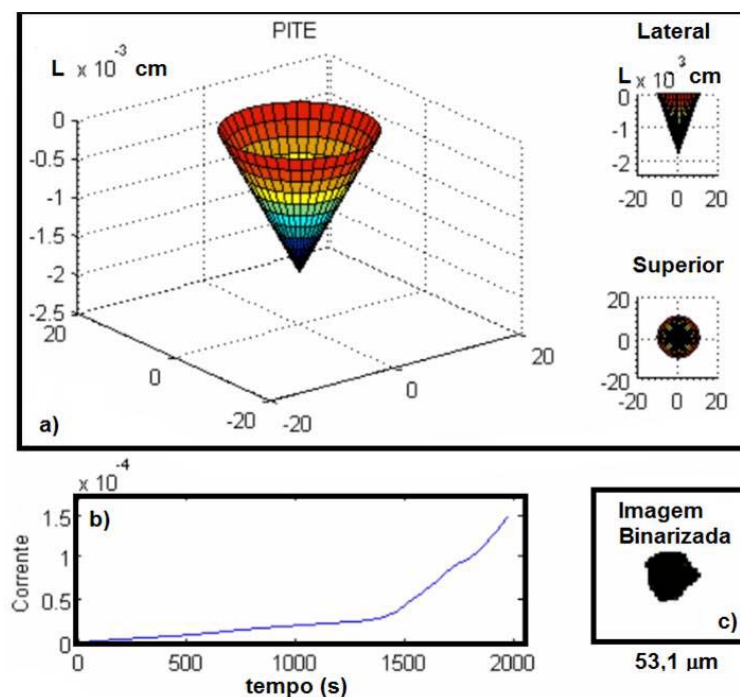 PITE
L x 10⁻³ cm
0
-0.5
-1
-1.5
-2
-2.5
20
0
-20
-20
0
20
a)
Lateral
L x 10³ cm
0
-1
-2
-20 0 20
Superior
20
0
-20
-20 0 20
x 10⁻⁴
b)
1.5
1
0.5
0
Corrente
0 500 1000 1500 2000
tempo (s)
Imagem
Binarizada
c)
53,1 µm